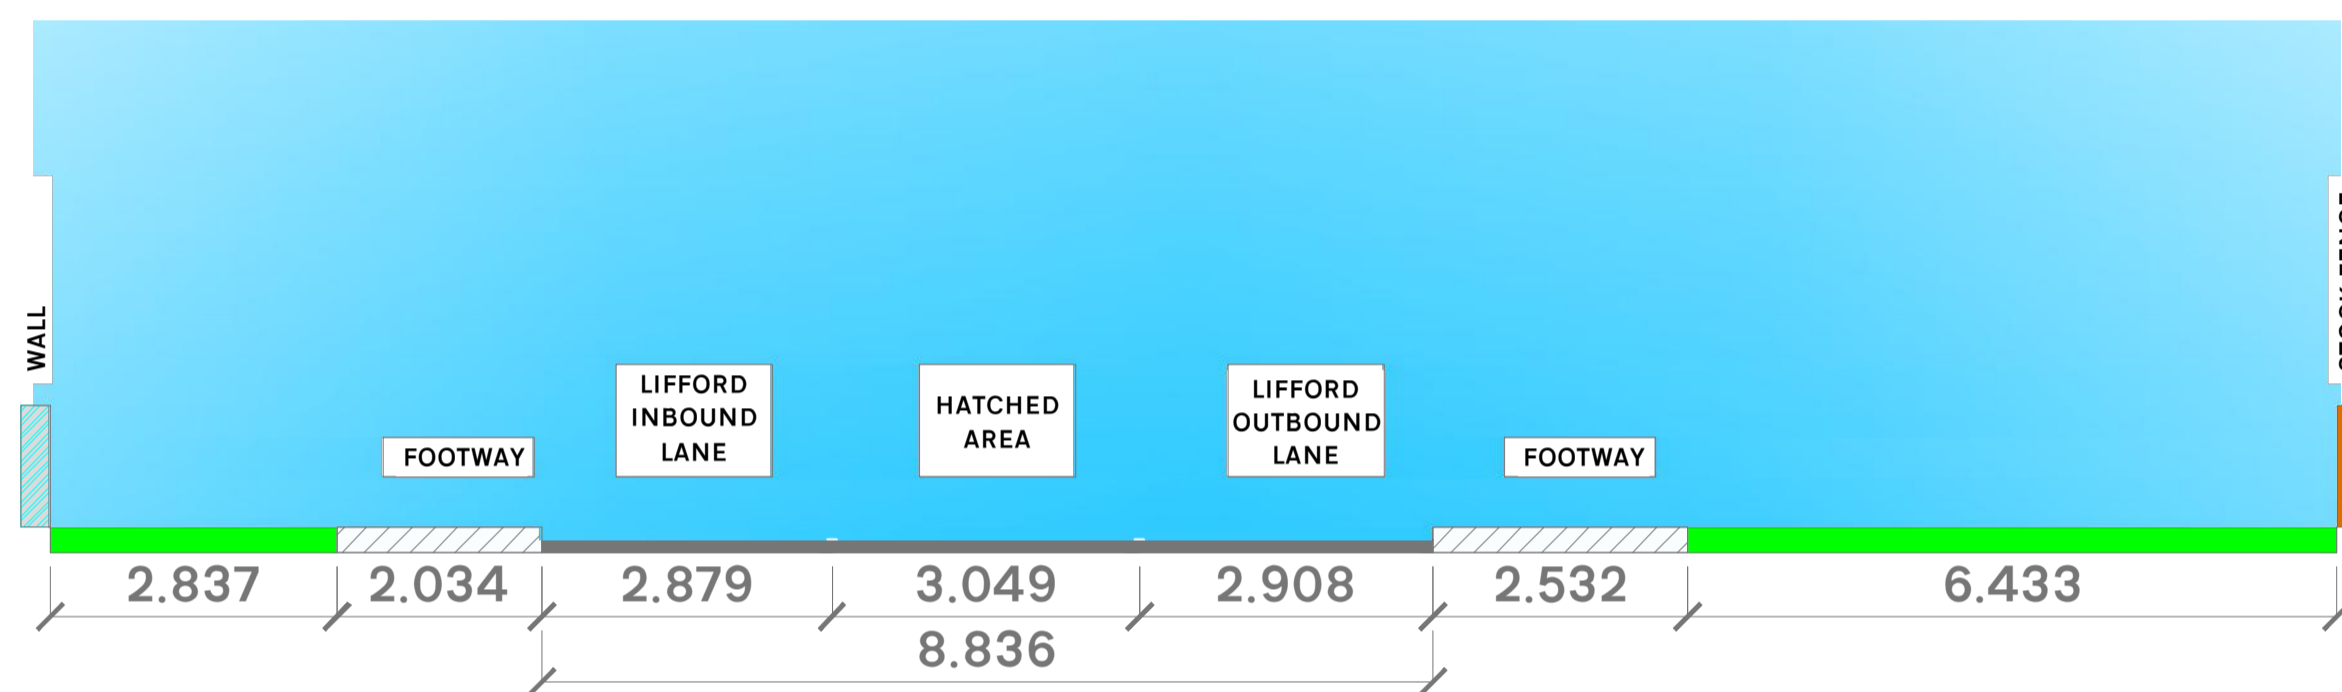 WALL
FOOTWAY
LIFFORD
INBOUND
LANE
HATCHED
AREA
LIFFORD
OUTBOUND
LANE
FOOTWAY
2.837
2.034
2.879
3.049
2.908
2.532
6.433
8.836